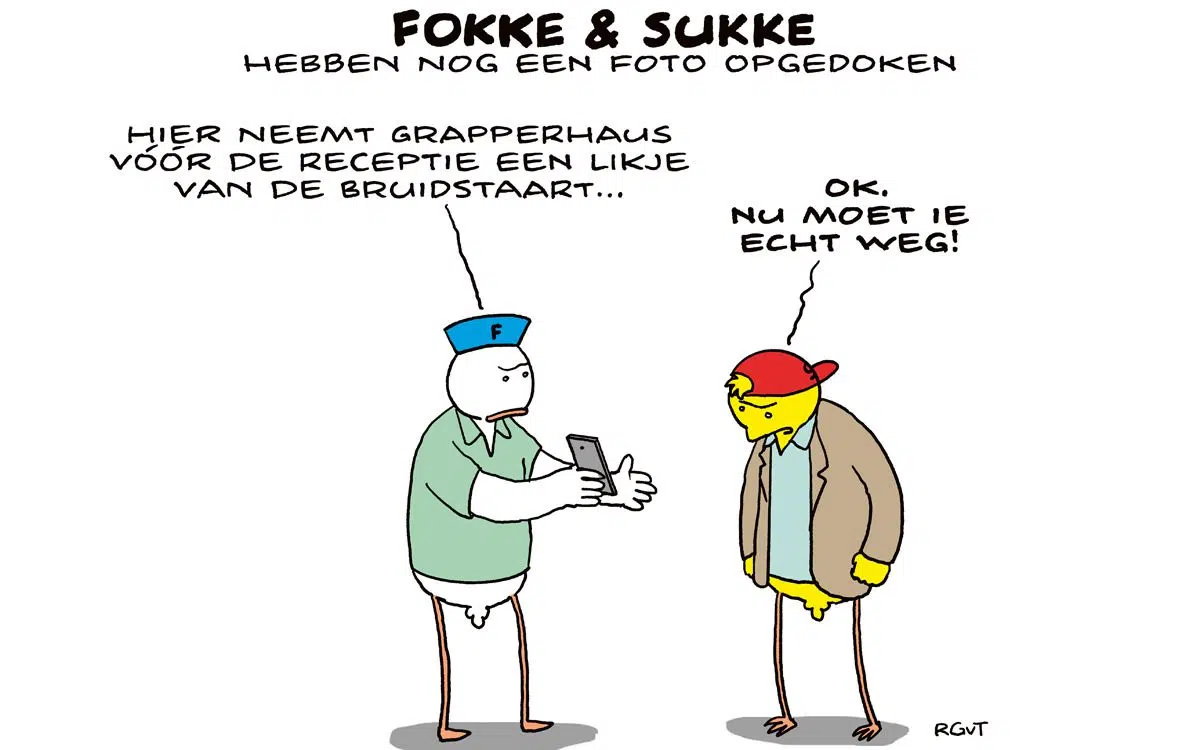 FOKKE & SUKKE
HEBBEN NOG EEN FOTO OPGEDOKEN
HIER NEEMT GRAPPERHAUS
VÓÓR DE RECEPTIE EEN LIKJE
VAN DE BRUIDSTAART...
OK.
NU MOET IE
ECHT WEG!
F
RGvT